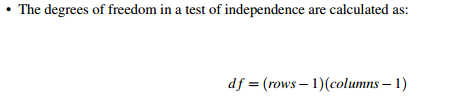 • The degrees of freedom in a test of independence are calculated as:
df = (rows – 1)(columns – 1)